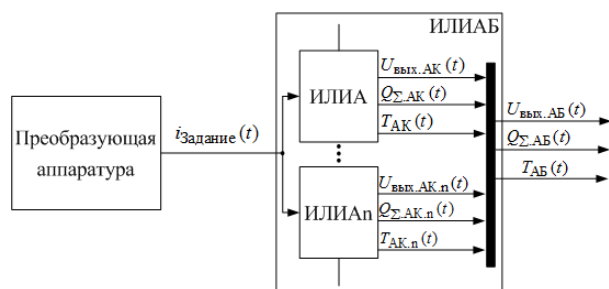 ИЛИАБ
Преобразующая
аппаратура
iЗадание(t)
ИЛИА
Uвых.АК(t)
QΣ.АК(t)
TАК(t)
ИЛИАn
Uвых.АК.n(t)
QΣ.АК.n(t)
TАК.n(t)
Uвых.АБ(t)
QΣ.АБ(t)
TАБ(t)